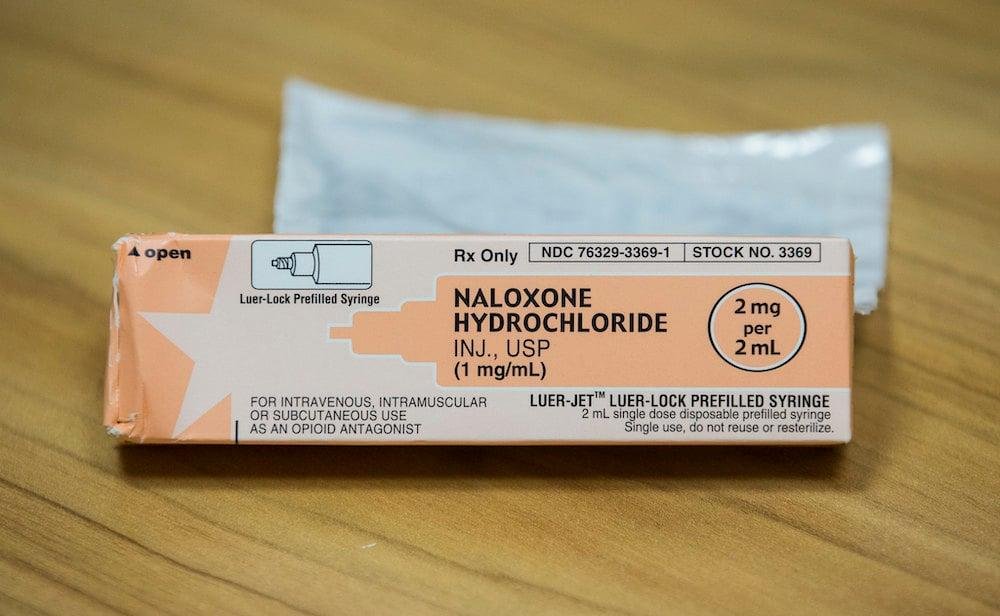 ▲ open
Luer-Lock Prefilled Syringe
Rx Only NDC 76329-3369-1 STOCK NO. 3369
NALOXONE
HYDROCHLORIDE
INJ., USP
(1 mg/mL)
2 mg
per
2 mL
FOR INTRAVENOUS, INTRAMUSCULAR
OR SUBCUTANEOUS USE
AS AN OPIOID ANTAGONIST
LUER-JET™ LUER-LOCK PREFILLED SYRINGE
2 mL single dose disposable prefilled syringe
Single use, do not reuse or resterilize.